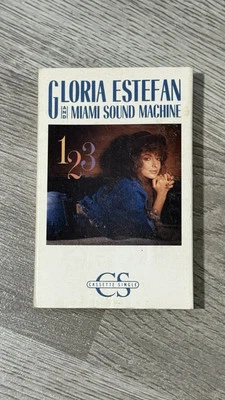 GLORIA ESTEFAN
AND MIAMI SOUND MACHINE
1 2 3
CS
CASSETTE SINGLE